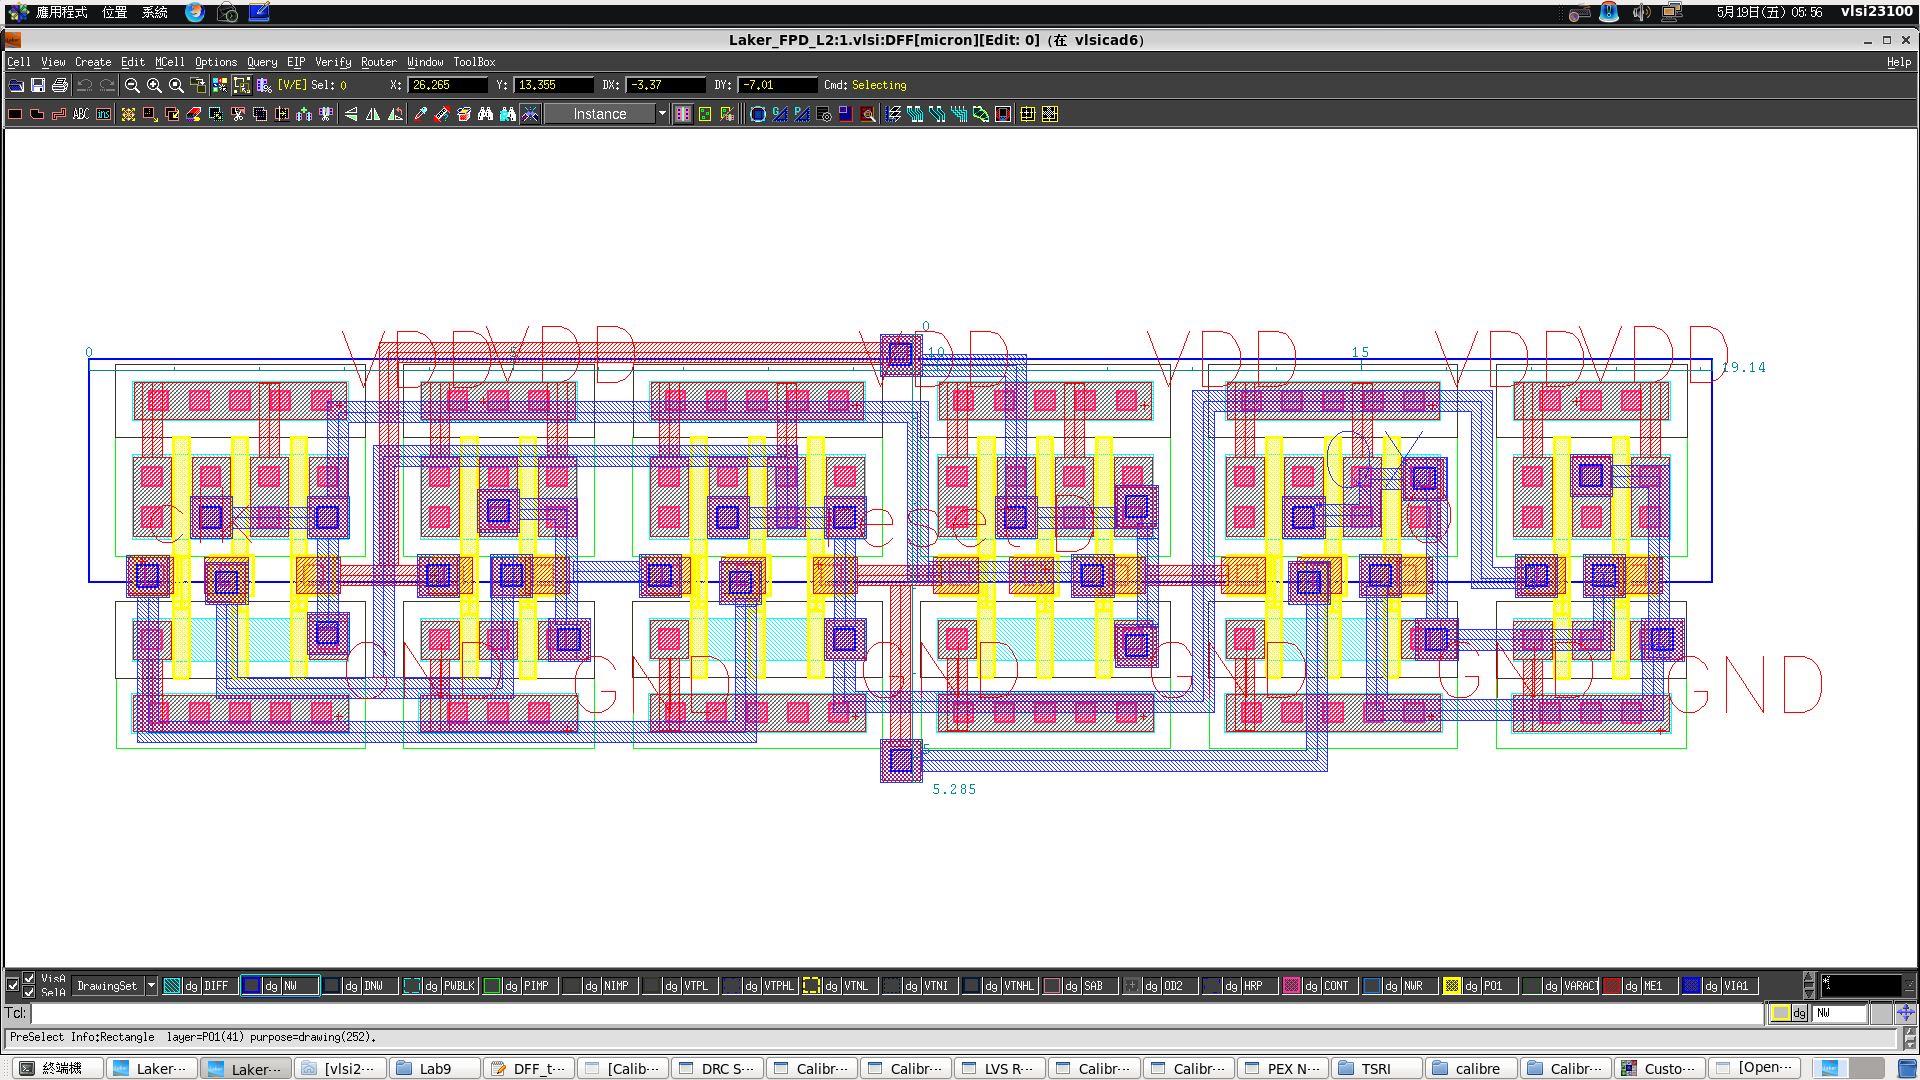 應用程式 位置 系統 5月19日(五) 05:56 vlsi23100
Laker_FPD_L2:1.vlsi:DFF[micron][Edit: 0] (在 vlsicad6)
Cell View Create Edit MCell Options Query EIP Verify Router Window ToolBox Help
[V/E] Sel: 0 X: 26.265 Y: 13.355 DX: -3.37 DY: -7.01 Cmd: Selecting
ABC Instance
0
VDD VDD VDD VDD VDD VDD
0 10 15 19.14
GND GND GND GND GND GND
5
5.285
VisA
SelA
DrawingSet dg DIFF dg NW dg DNW dg PWBLK dg PIMP dg NIMP dg VTPL dg VTPHL dg VTNL dg VTNI dg VTNHL dg SAB dg OD2 dg HRP dg CONT dg NWR dg PO1 dg VARACT dg ME1 dg VIA1
Tcl: dg NW
PreSelect Info:Rectangle layer=PO1(41) purpose=drawing(252).
終端機 Laker-··· Laker-··· [vlsi2··· Lab9 DFF_t··· [Calib··· DRC S··· Calibr··· Calibr··· LVS R··· Calibr··· Calibr··· PEX N··· TSRI calibre Calibr··· Custo··· [Open···